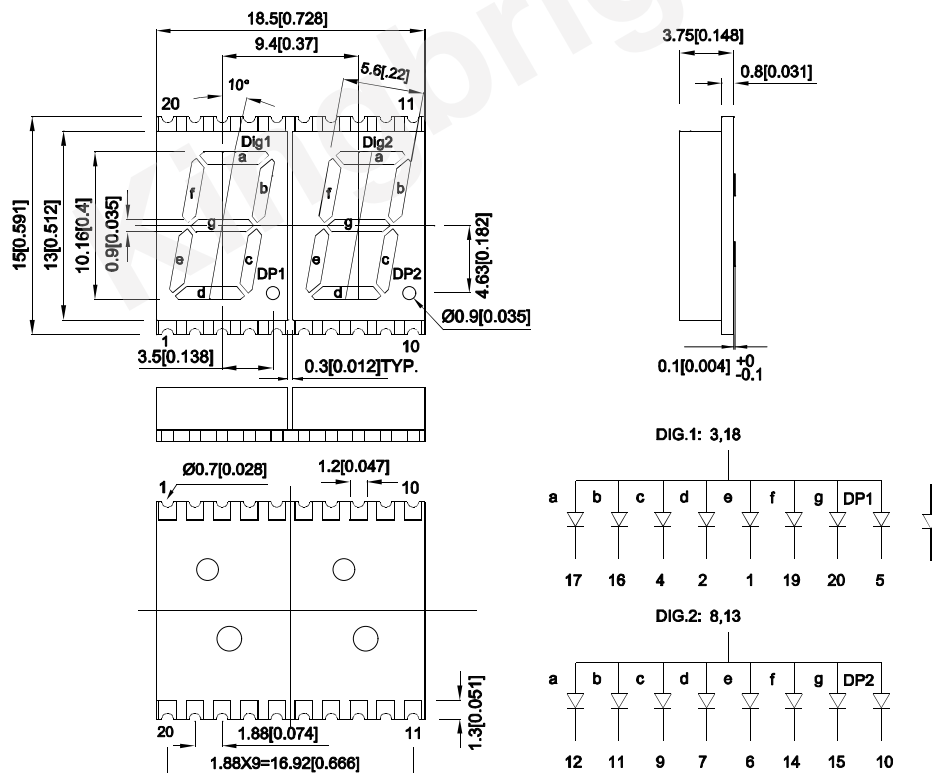 18.5[0.728]
9.4[0.37]
5.6[.22]
10°
20
11
Dig1
Dig2
a
b
c
d
e
f
g
DP1
a
b
c
d
e
f
g
DP2
15[0.591]
13[0.512]
10.16[0.4]
0.9[0.035]
4.63[0.182]
Ø0.9[0.035]
1
10
3.5[0.138]
0.3[0.012]TYP.
3.75[0.148]
0.8[0.031]
0.1[0.004] +0
-0.1
Ø0.7[0.028]
1.2[0.047]
1
10
20
11
1.88[0.074]
1.88X9=16.92[0.666]
1.3[0.051]
DIG.1: 3,18
a b c d e f g DP1
17 16 4 2 1 19 20 5
DIG.2: 8,13
a b c d e f g DP2
12 11 9 7 6 14 15 10
Kingbrig